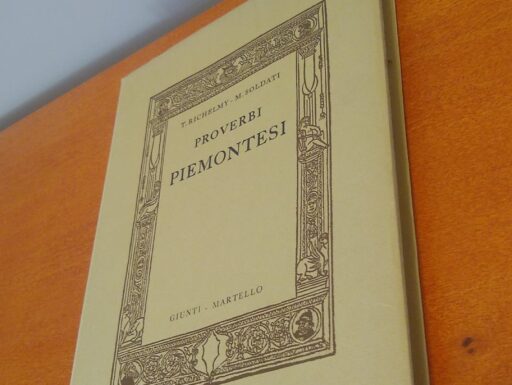 T. RICHELMY - M. SOLDATI
PROVERBI
PIEMONTESI
GIUNTI - MARTELLO